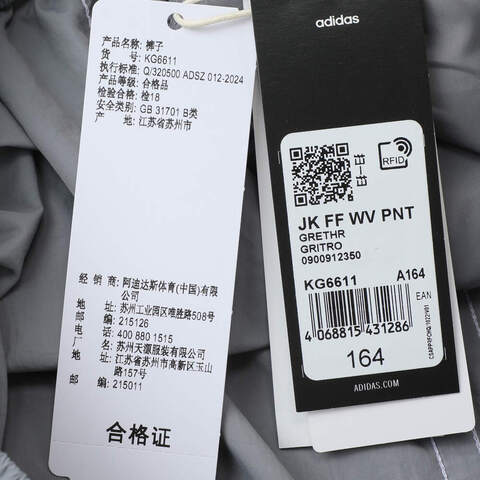 产品名称: 裤子
货 号: KG6611
执行标准: Q/320500 ADSZ 012-2024
产品等级: 合格品
检验合格: 检18
安全类别: GB 31701 B类
产 地: 江苏省苏州市
经 销 商: 阿迪达斯体育(中国)有限
公司
地 址: 苏州工业园区唯胜路508号
邮 编: 215126
电 话: 400 880 1515
厂 名: 苏州天源服装有限公司
地 址: 江苏省苏州市高新区玉山
路157号
邮 编: 215011
合格证
adidas
RFID
JK FF WV PNT
GRETHR
GRITRO
0900912350
KG6611 A164
EAN
4 068815 431286
164
ADIDAS.COM